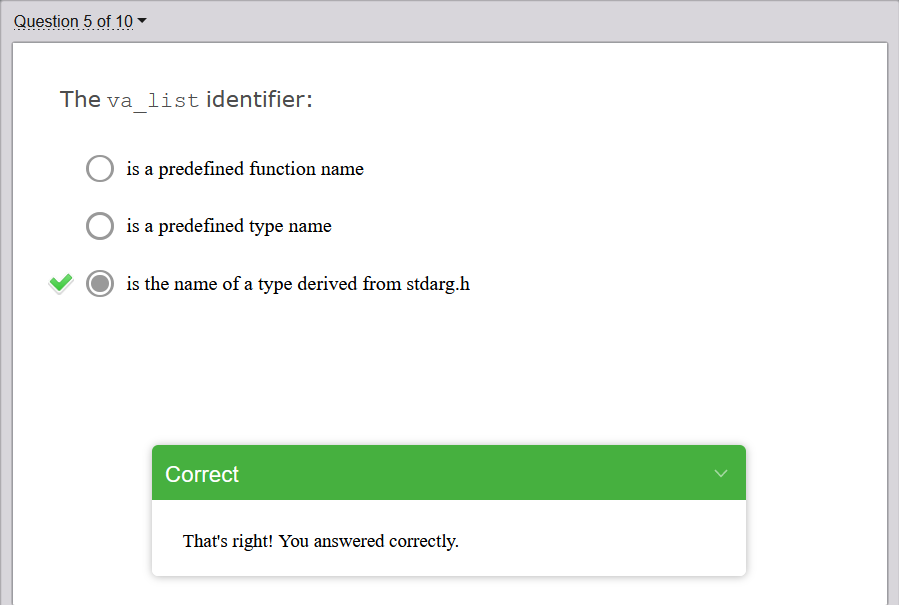 Question 5 of 10
The va_list identifier:
is a predefined function name
is a predefined type name
is the name of a type derived from stdarg.h
Correct
That's right! You answered correctly.